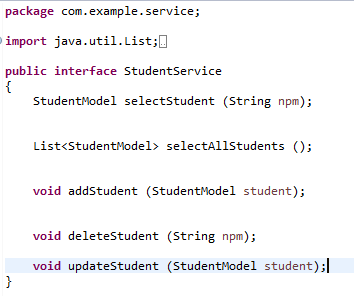 package com.example.service;
import java.util.List;
public interface StudentService
{
StudentModel selectStudent (String npm);
List<StudentModel> selectAllStudents ();
void addStudent (StudentModel student);
void deleteStudent (String npm);
void updateStudent (StudentModel student);
}